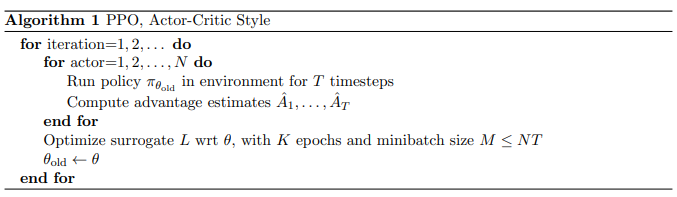 Algorithm 1 PPO, Actor-Critic Style
for iteration=1, 2, . . . do
for actor=1, 2, . . . , N do
Run policy π_θ_old in environment for T timesteps
Compute advantage estimates Â_1, . . . , Â_T
end for
Optimize surrogate L wrt θ, with K epochs and minibatch size M ≤ NT
θ_old ← θ
end for